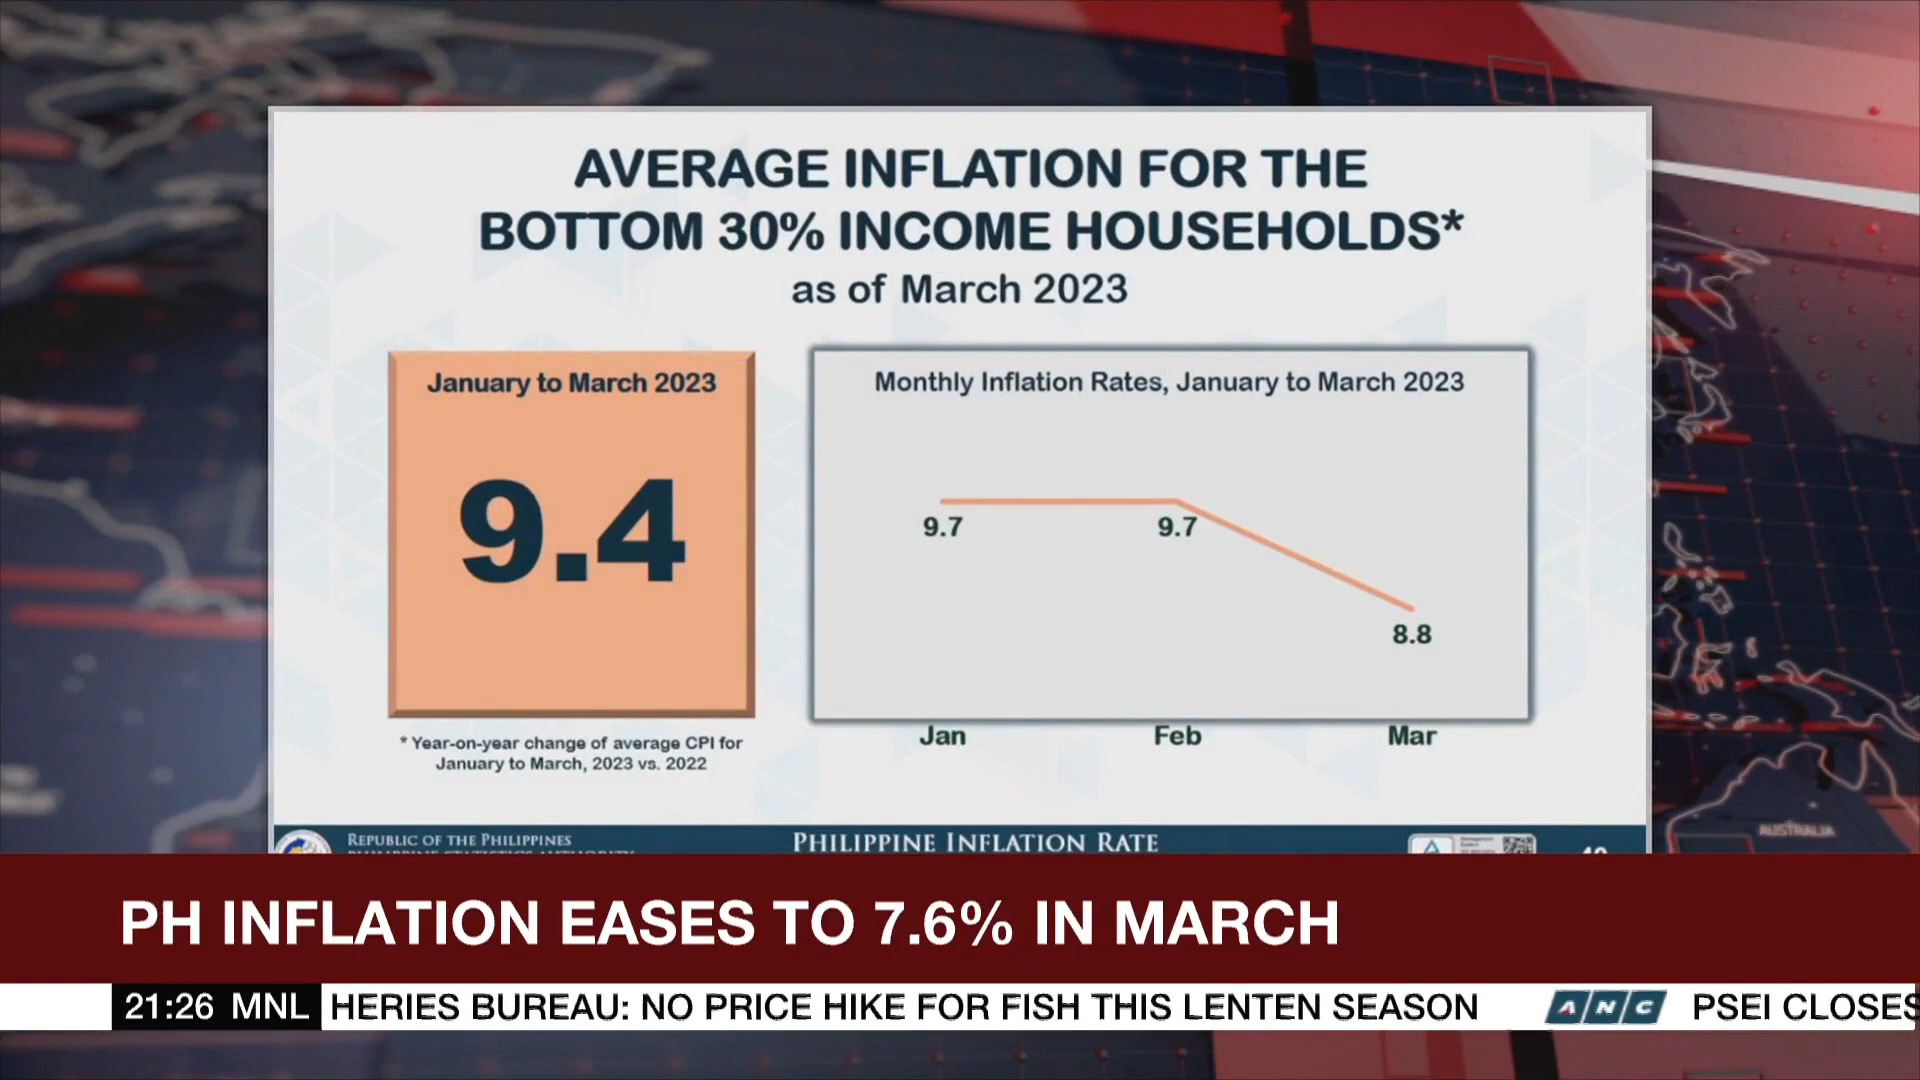 AVERAGE INFLATION FOR THE
BOTTOM 30% INCOME HOUSEHOLDS*
as of March 2023
January to March 2023
9.4
* Year-on-year change of average CPI for
January to March, 2023 vs. 2022
Monthly Inflation Rates, January to March 2023
9.7
9.7
8.8
Jan
Feb
Mar
REPUBLIC OF THE PHILIPPINES
PHILIPPINE STATISTICS AUTHORITY
PHILIPPINE INFLATION RATE
AUSTRALIA
PH INFLATION EASES TO 7.6% IN MARCH
21:26 MNL
HERIES BUREAU: NO PRICE HIKE FOR FISH THIS LENTEN SEASON
ANC
PSEI CLOSES